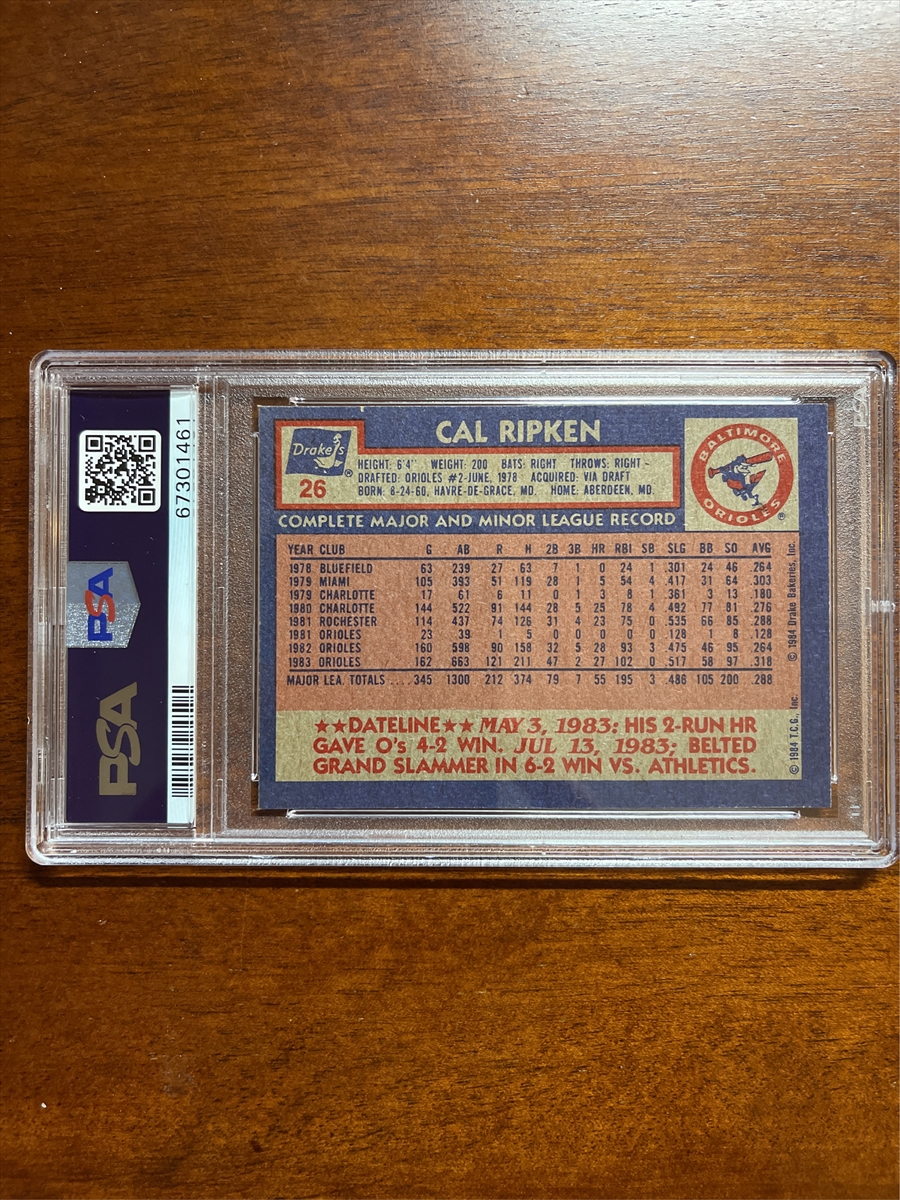 CAL RIPKEN
Drake's ®
26
HEIGHT: 6'4" WEIGHT: 200 BATS: RIGHT THROWS: RIGHT
DRAFTED: ORIOLES #2-JUNE, 1978 ACQUIRED: VIA DRAFT
BORN: 8-24-60, HAVRE-DE-GRACE, MD. HOME: ABERDEEN, MD.
BALTIMORE
ORIOLES ®
COMPLETE MAJOR AND MINOR LEAGUE RECORD
YEAR CLUB G AB R H 2B 3B HR RBI SB SLG BB SO AVG
1978 BLUEFIELD 63 239 27 63 7 1 0 24 1 .301 24 46 .264
1979 MIAMI 105 393 51 119 28 1 5 54 4 .417 31 64 .303
1979 CHARLOTTE 17 61 6 11 0 1 3 8 1 .361 3 13 .180
1980 CHARLOTTE 144 522 91 144 28 5 25 78 4 .492 77 81 .276
1981 ROCHESTER 114 437 74 126 31 4 23 75 0 .535 66 85 .288
1981 ORIOLES 23 39 1 5 0 0 0 0 0 .128 1 8 .128
1982 ORIOLES 160 598 90 158 32 5 28 93 3 .475 46 95 .264
1983 ORIOLES 162 663 121 211 47 2 27 102 0 .517 58 97 .318
MAJOR LEA. TOTALS .... 345 1300 212 374 79 7 55 195 3 .486 105 200 .288
★★DATELINE★★ MAY 3, 1983: HIS 2-RUN HR
GAVE O's 4-2 WIN. JUL 13, 1983: BELTED
GRAND SLAMMER IN 6-2 WIN VS. ATHLETICS.
© 1984 Drake Bakeries, Inc.
© 1984 T.C.G., Inc.
67301461
PSA
PSA